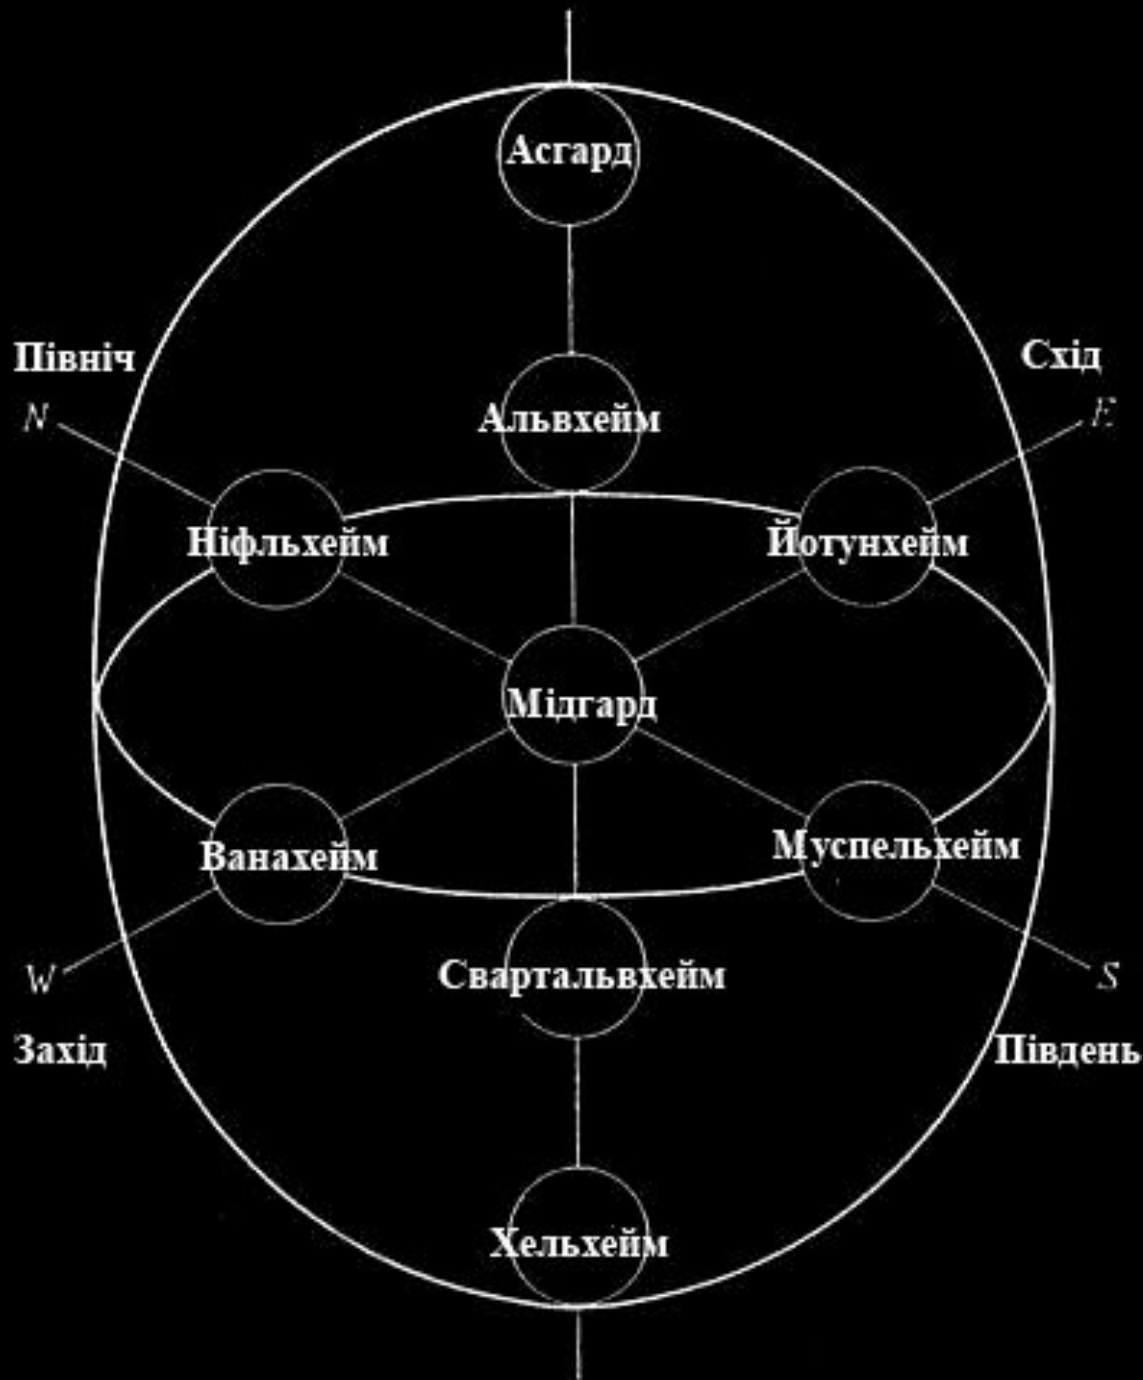 Асгард
Північ
Схід
N
E
Альвхейм
Ніфльхейм
Йотунхейм
Мідгард
Ванахейм
Муспельхейм
W
S
Свартальвхейм
Захід
Південь
Хельхейм